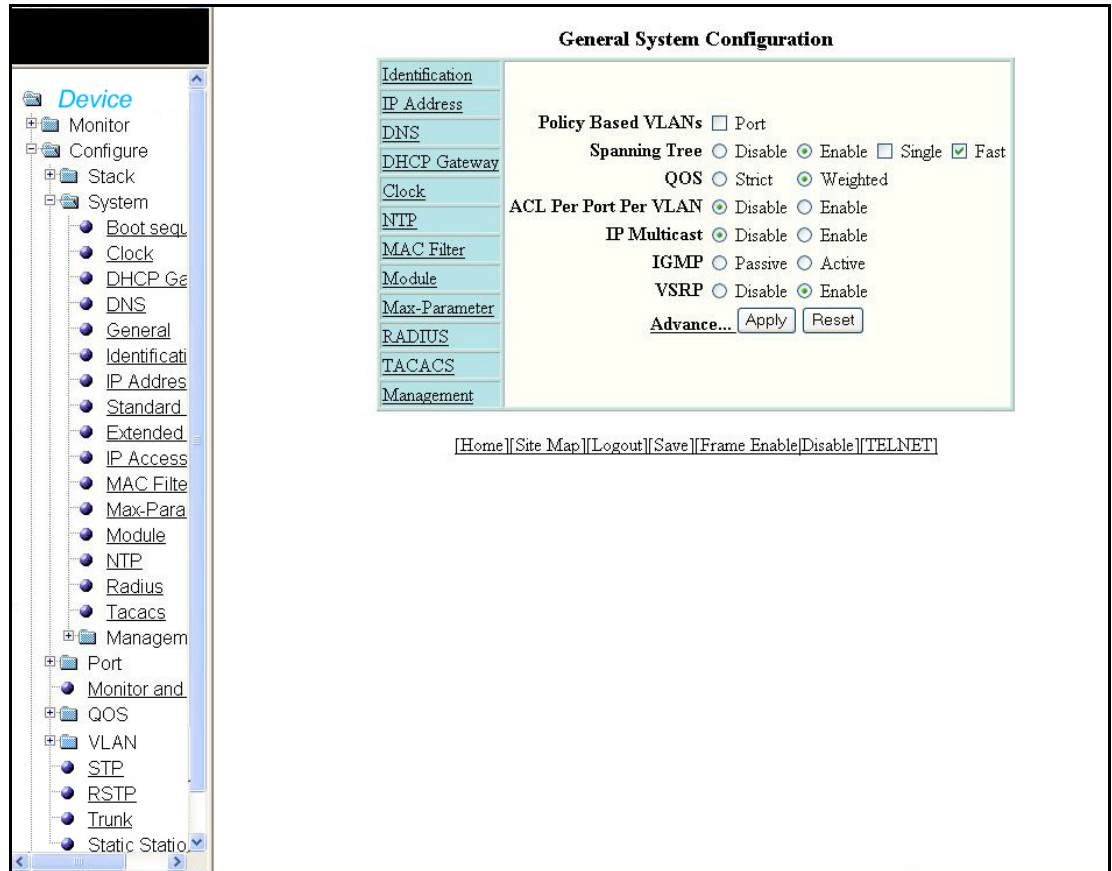 Device
Monitor
Configure
Stack
System
Boot sequ
Clock
DHCP Ga
DNS
General
Identificati
IP Addres
Standard
Extended
IP Access
MAC Filte
Max-Para
Module
NTP
Radius
Tacacs
Managem
Port
Monitor and
QOS
VLAN
STP
RSTP
Trunk
Static Statio
General System Configuration
Identification
IP Address
DNS
DHCP Gateway
Clock
NTP
MAC Filter
Module
Max-Parameter
RADIUS
TACACS
Management
Policy Based VLANs Port
Spanning Tree Disable Enable Single Fast
QOS Strict Weighted
ACL Per Port Per VLAN Disable Enable
IP Multicast Disable Enable
IGMP Passive Active
VSRP Disable Enable
Advance... Apply Reset
[Home][Site Map][Logout][Save][Frame Enable|Disable][TELNET]